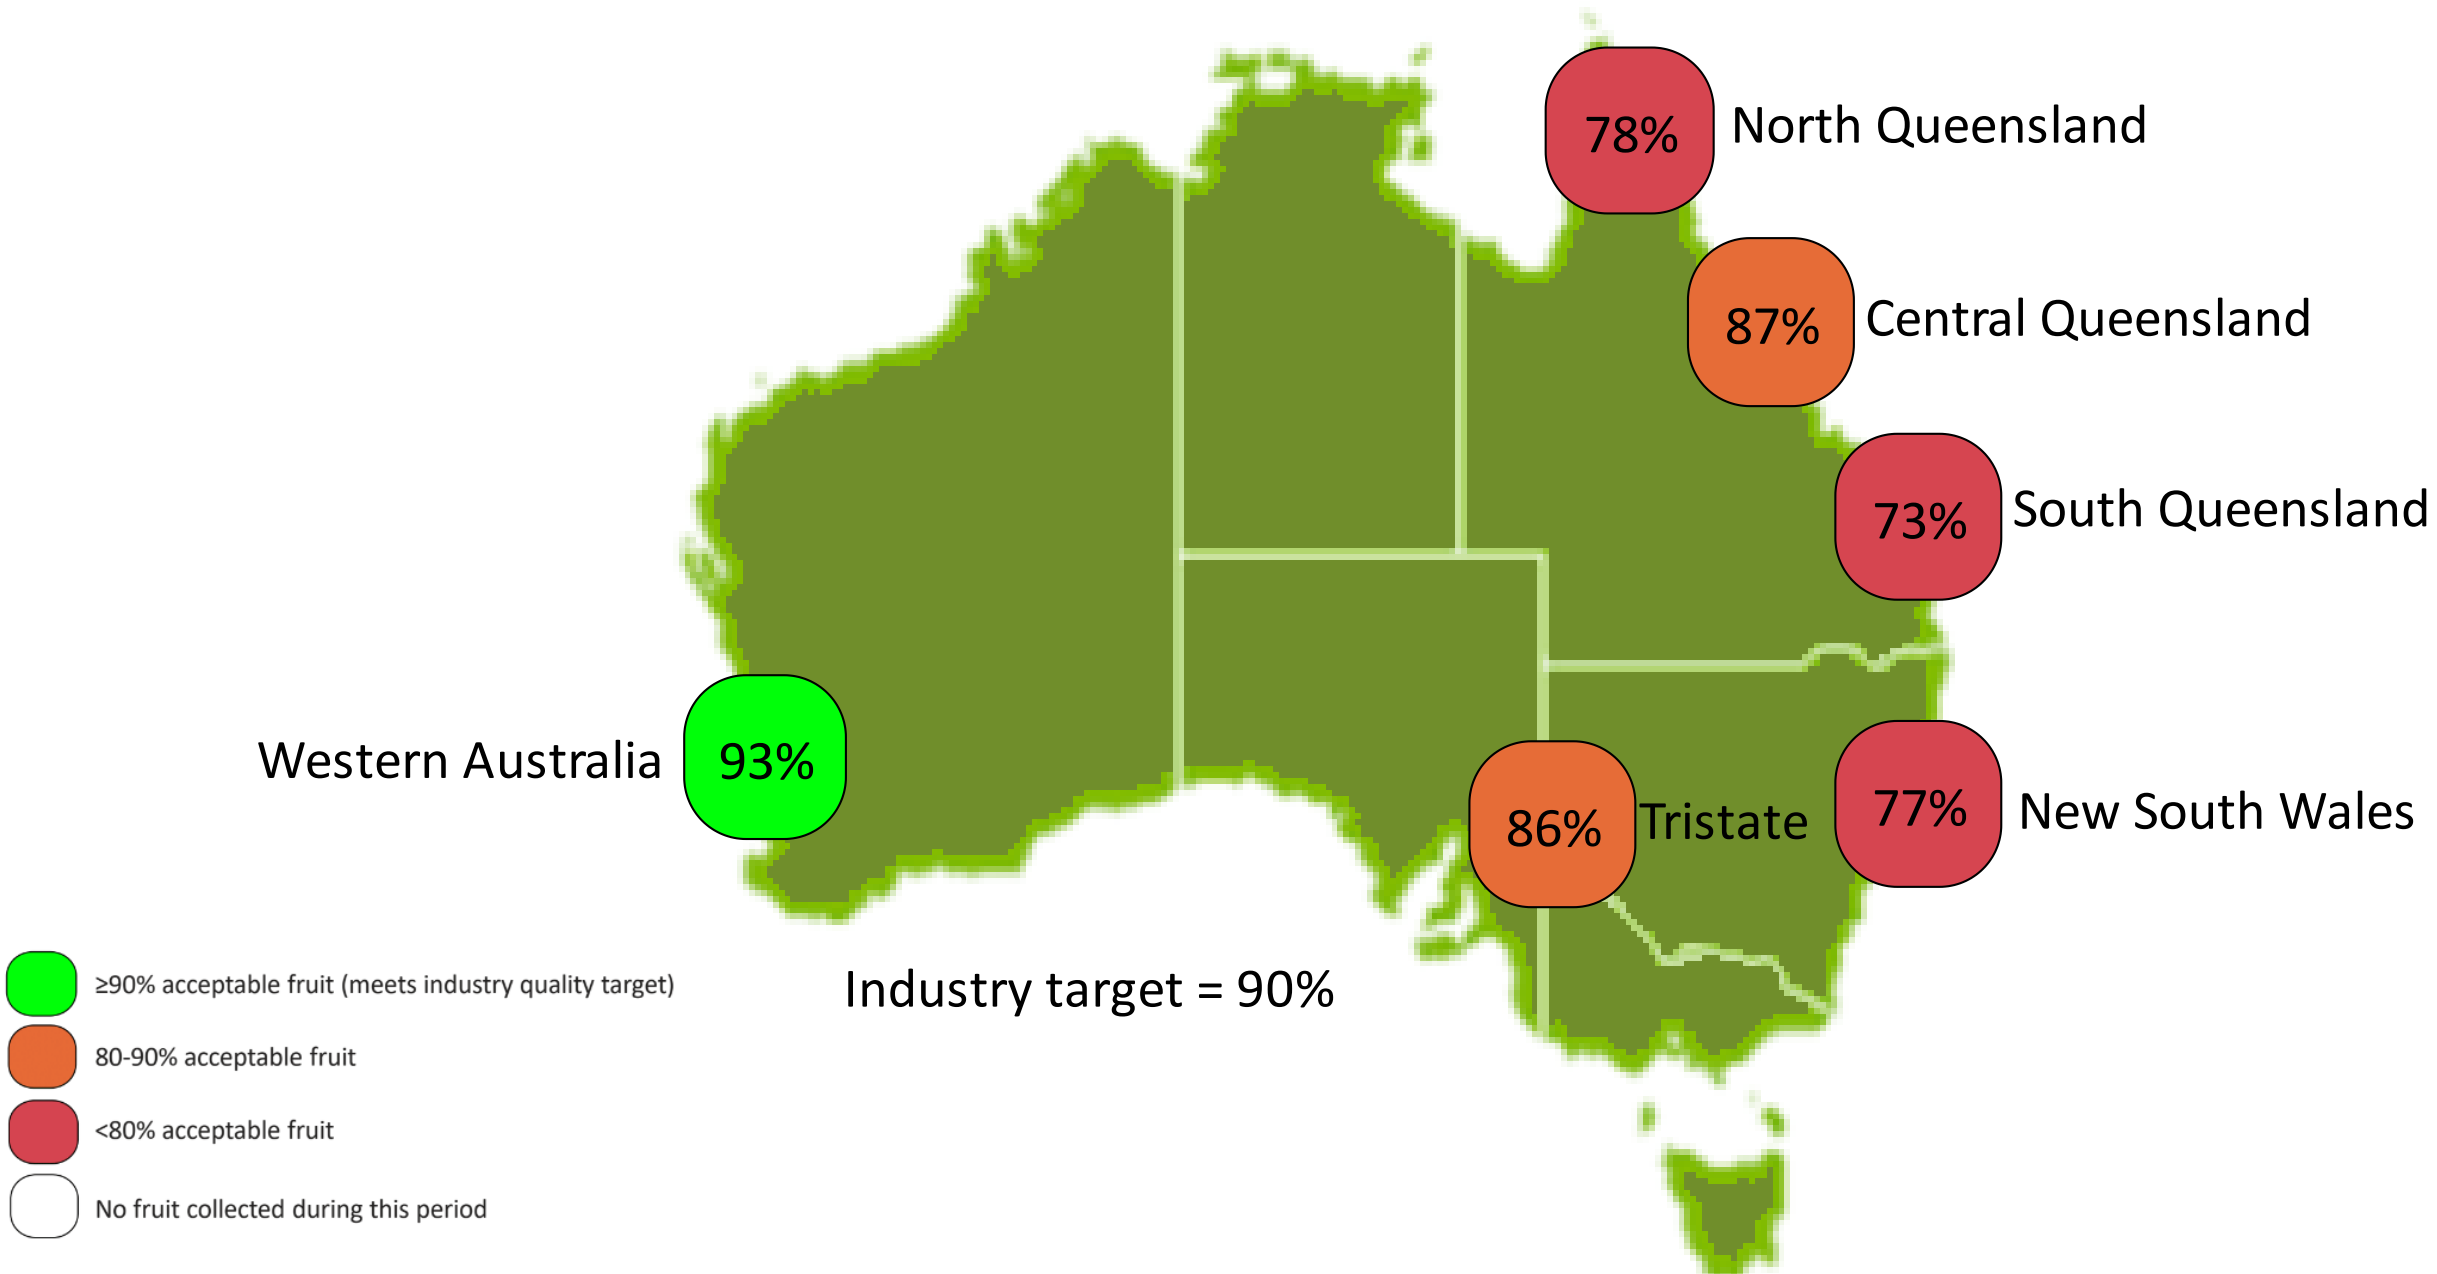 78% North Queensland
87% Central Queensland
73% South Queensland
Western Australia 93%
86% Tristate
77% New South Wales
Industry target = 90%
≥90% acceptable fruit (meets industry quality target)
80-90% acceptable fruit
<80% acceptable fruit
No fruit collected during this period